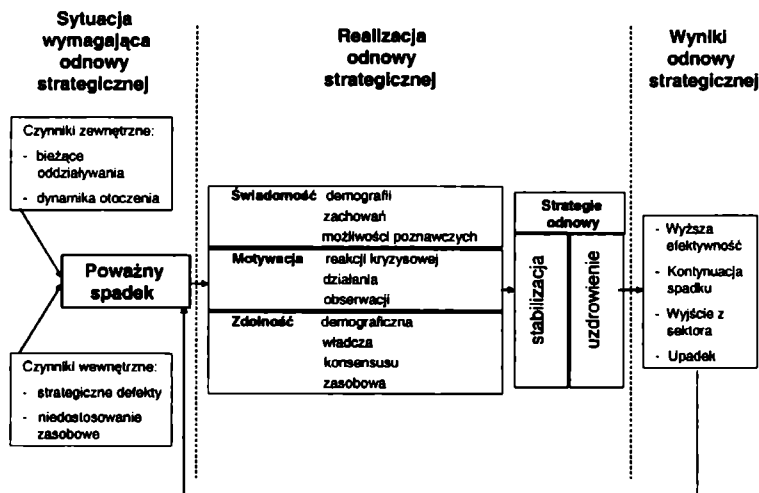 Sytuacja
wymagająca
odnowy
strategicznej
Realizacja
odnowy
strategicznej
Wyniki
odnowy
strategicznej
Czynniki zewnętrzne:
- bieżące
oddziaływania
- dynamika otoczenia
Poważny
spadek
Czynniki wewnętrzne:
- strategiczne defekty
- niedostosowanie
zasobowe
Świadomość demografii
zachowań
możliwości poznawczych
Motywacja reakcji kryzysowej
działania
obserwacji
Zdolność demograficzna
władcza
konsensusu
zasobowa
Strategie
odnowy
stabilizacja
uzdrowienie
- Wyższa
efektywność
- Kontynuacja
spadku
- Wyjście z
sektora
- Upadek